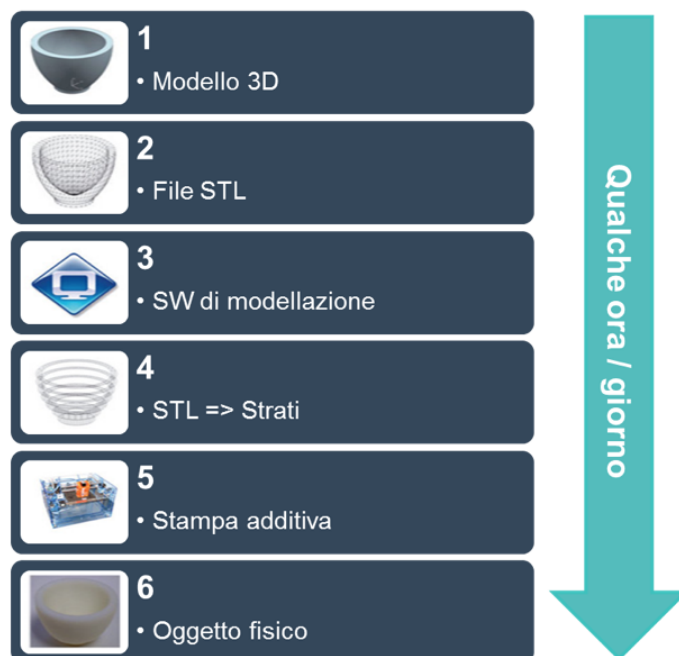 1
• Modello 3D
2
• File STL
3
• SW di modellazione
4
• STL => Strati
5
• Stampa additiva
6
• Oggetto fisico
Qualche ora / giorno